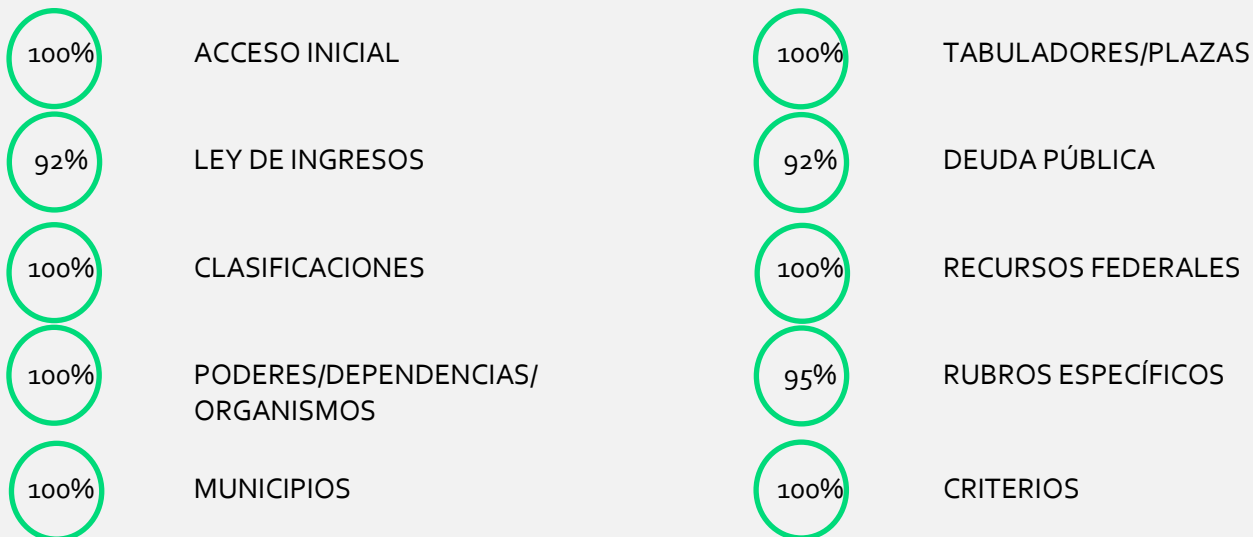 100% ACCESO INICIAL
92% LEY DE INGRESOS
100% CLASIFICACIONES
100% PODERES/DEPENDENCIAS/
ORGANISMOS
100% MUNICIPIOS
100% TABULADORES/PLAZAS
92% DEUDA PÚBLICA
100% RECURSOS FEDERALES
95% RUBROS ESPECÍFICOS
100% CRITERIOS